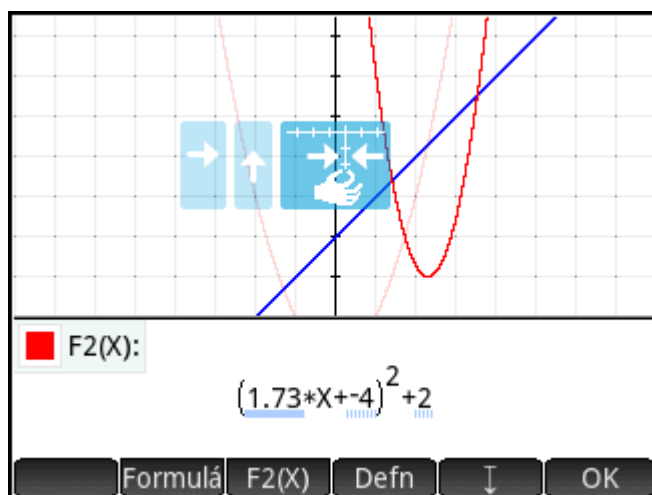 F2(X):
(1.73*X+-4)²+2
Formulá F2(X) Defn ↧ OK